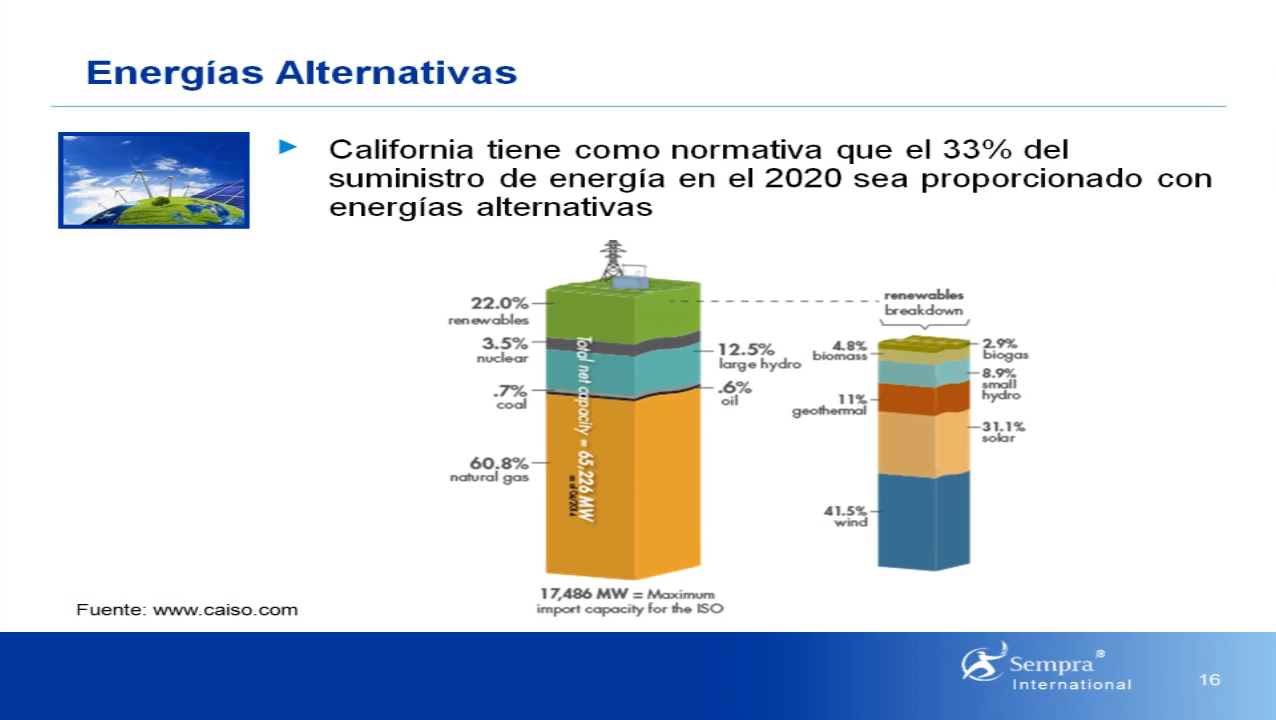 Energías Alternativas
California tiene como normativa que el 33% del
suministro de energía en el 2020 sea proporcionado con
energías alternativas
22.0%
renewables
3.5%
nuclear
.7%
coal
60.8%
natural gas
12.5%
large hydro
.6%
oil
Total net capacity = 65,226 MW
17,486 MW = Maximum
import capacity for the ISO
renewables
breakdown
4.8%
biomass
11%
geothermal
41.5%
wind
2.9%
biogas
8.9%
small
hydro
31.1%
solar
Fuente: www.caiso.com
Sempra®
International
16